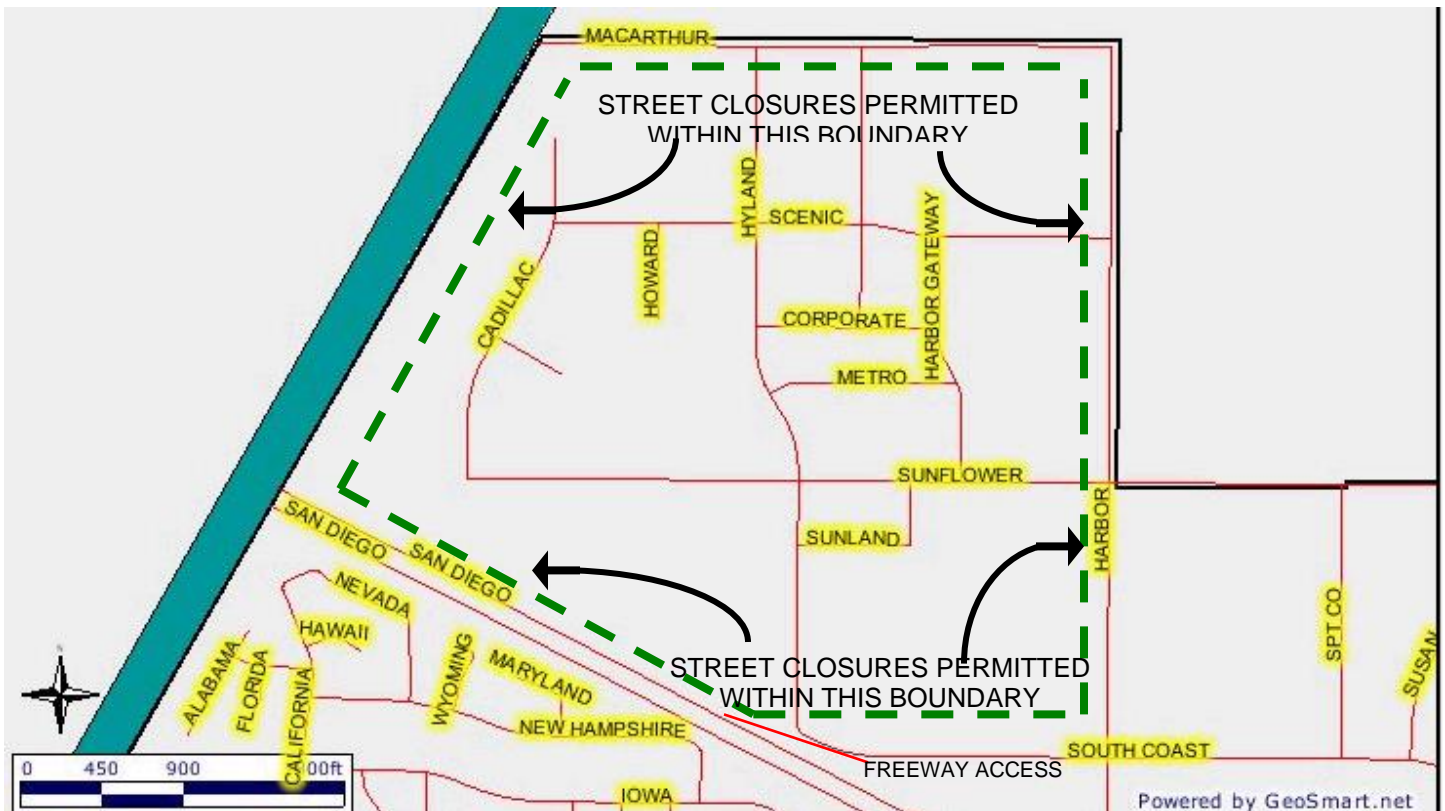 MACARTHUR
STREET CLOSURES PERMITTED
WITHIN THIS BOUNDARY
HYLAND
SCENIC
HARBOR GATEWAY
HOWARD
CADILLAC
CORPORATE
METRO
SUNFLOWER
SAN DIEGO
SAN DIEGO
SUNLAND
HARBOR
NEVADA
HAWAII
ALABAMA
FLORIDA
CALIFORNIA
WYOMING
MARYLAND
NEW HAMPSHIRE
STREET CLOSURES PERMITTED
WITHIN THIS BOUNDARY
SPT CO
SUSAN
SOUTH COAST
FREEWAY ACCESS
IOWA
0 450 900 00ft
Powered by GeoSmart.net